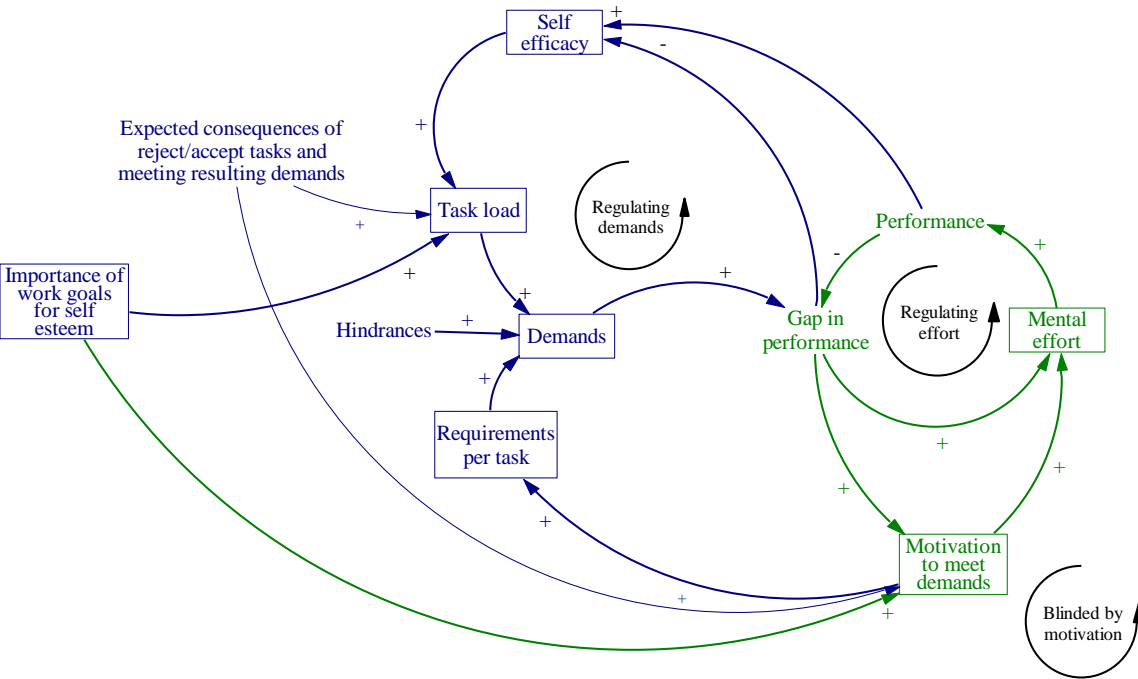 Self
efficacy
+
-
+
Expected consequences of
reject/accept tasks and
meeting resulting demands
+
Task load
Regulating
demands
Performance
+
-
Importance of
work goals
for self
esteem
+
+
+
Hindrances
+
Demands
Gap in
performance
Regulating
effort
Mental
effort
+
Requirements
per task
+
+
+
+
Motivation
to meet
demands
+
+
Blinded by
motivation